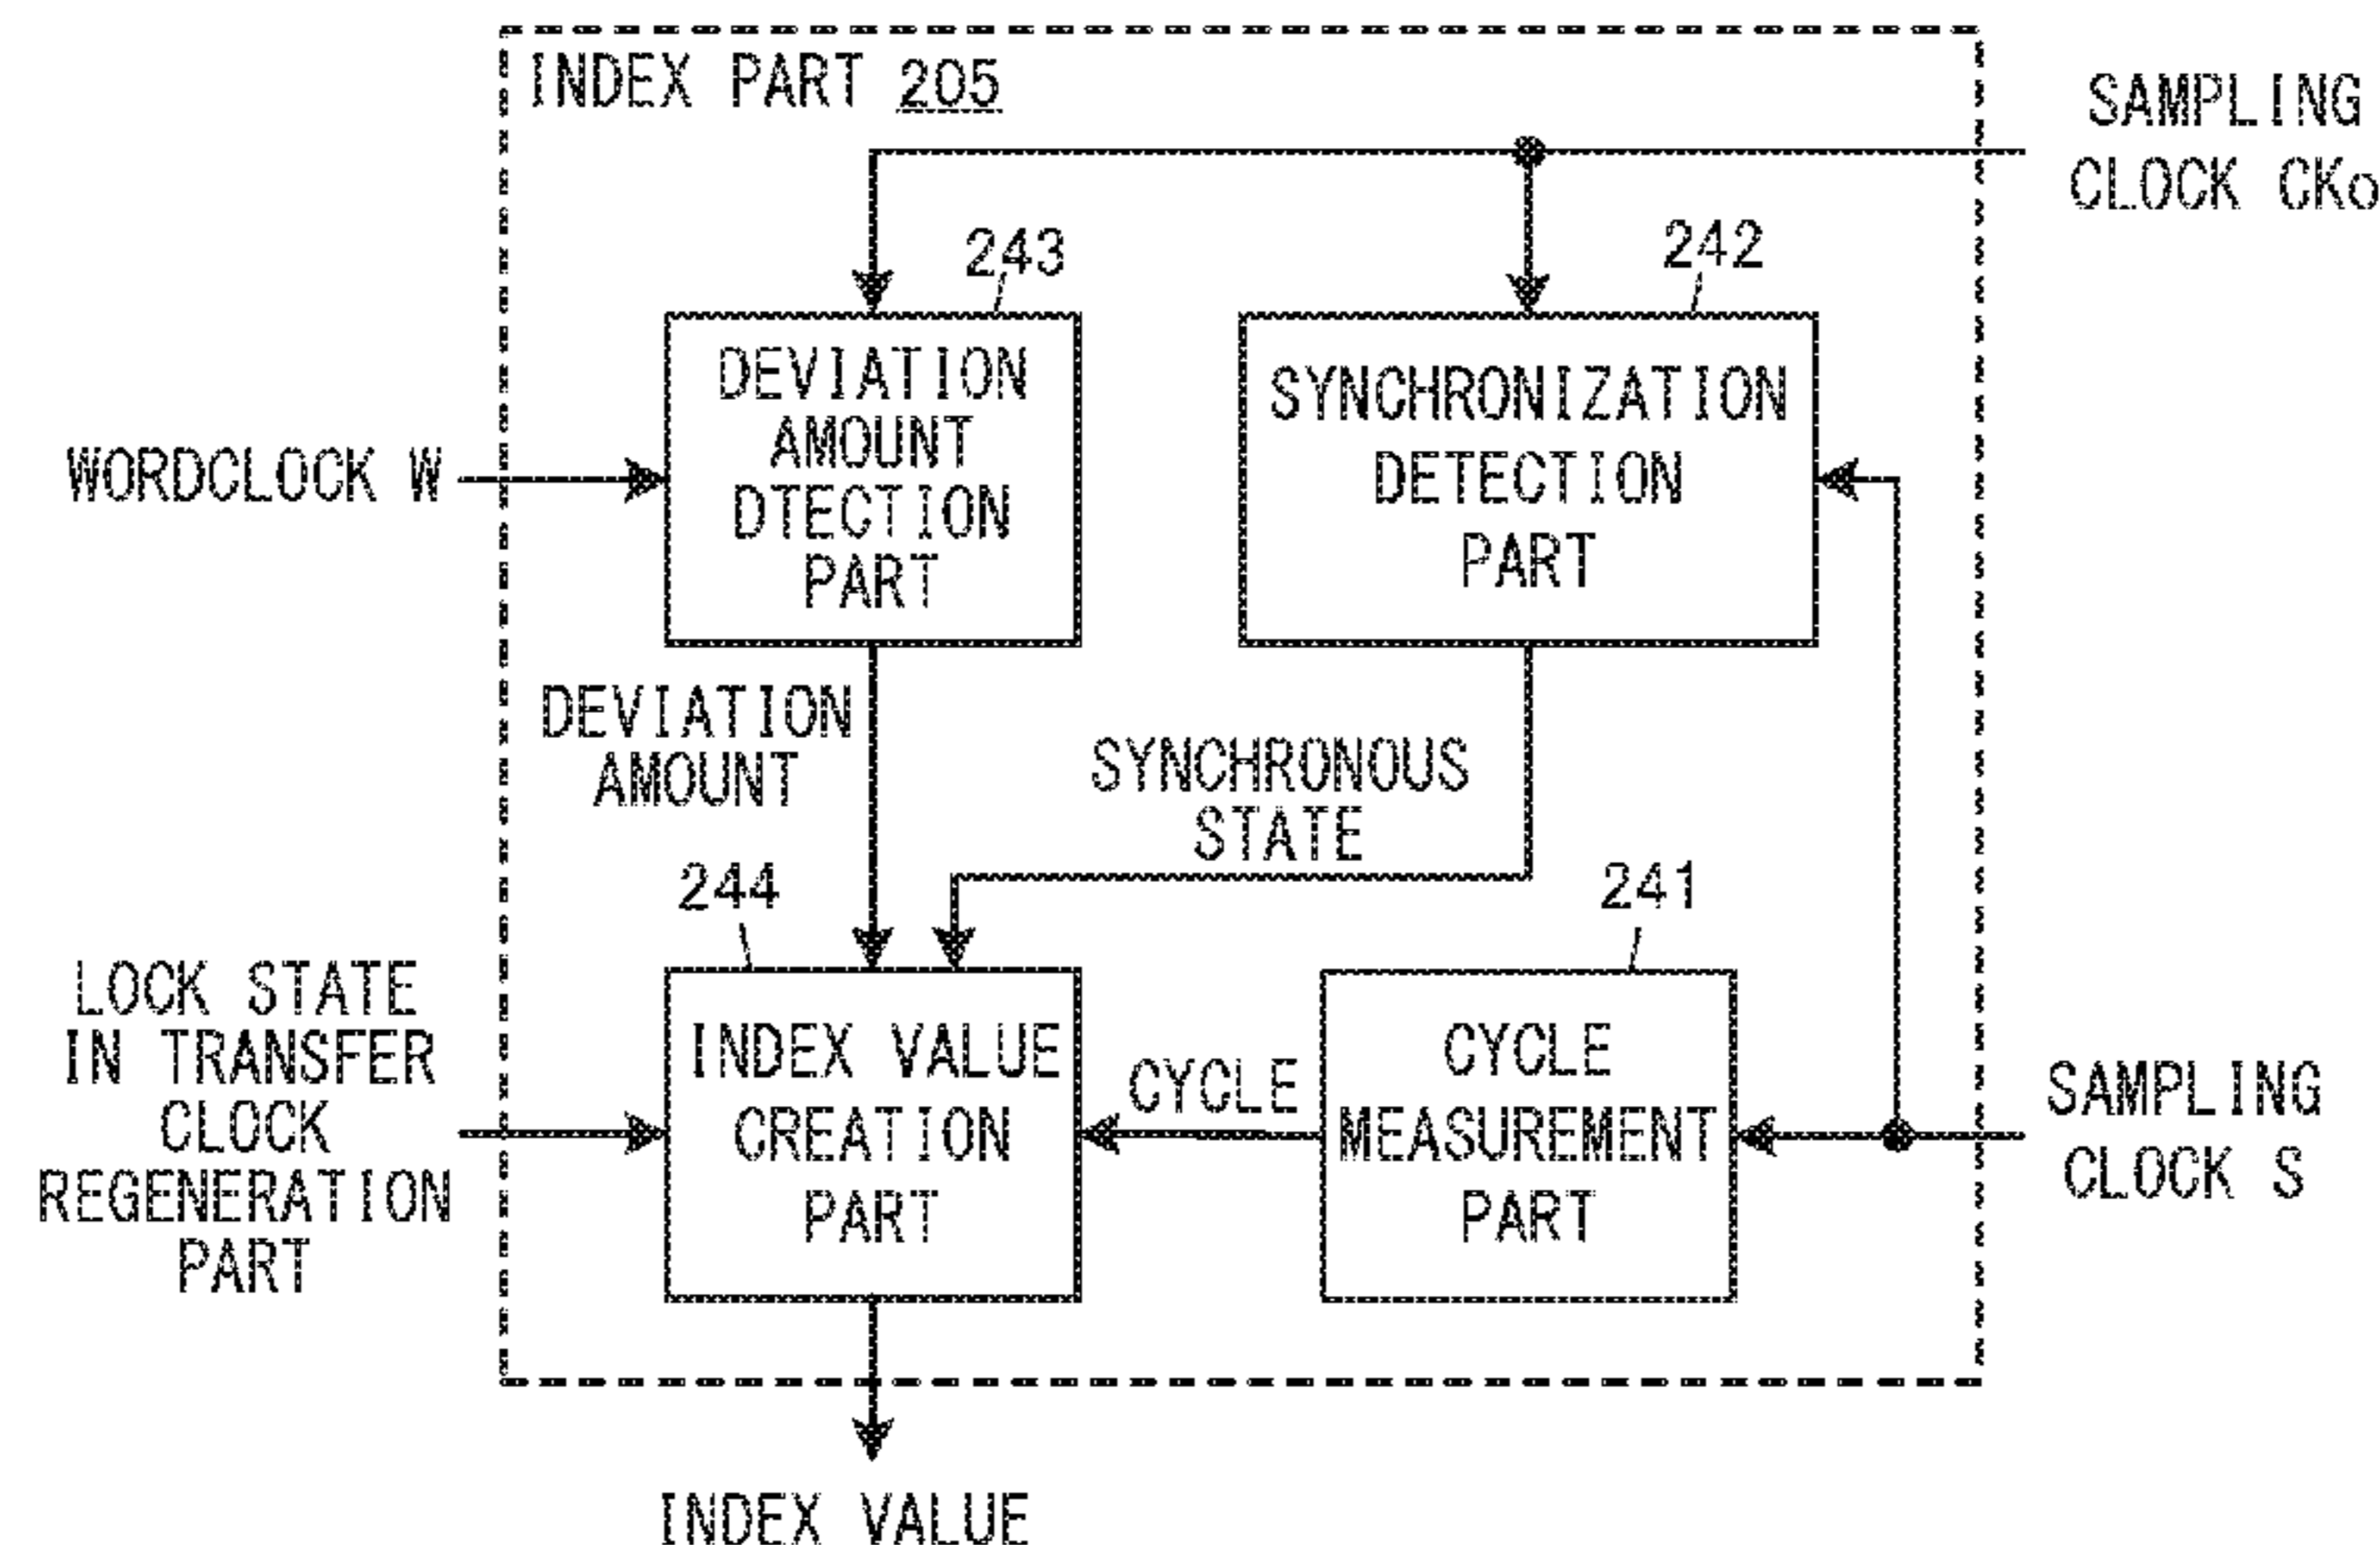 INDEX PART 205
SAMPLING
CLOCK CKo
243
242
DEVIATION
AMOUNT
DTECTION
PART
SYNCHRONIZATION
DETECTION
PART
WORDCLOCK W
DEVIATION
AMOUNT
SYNCHRONOUS
STATE
244
241
LOCK STATE
IN TRANSFER
CLOCK
REGENERATION
PART
INDEX VALUE
CREATION
PART
CYCLE
CYCLE
MEASUREMENT
PART
SAMPLING
CLOCK S
INDEX VALUE